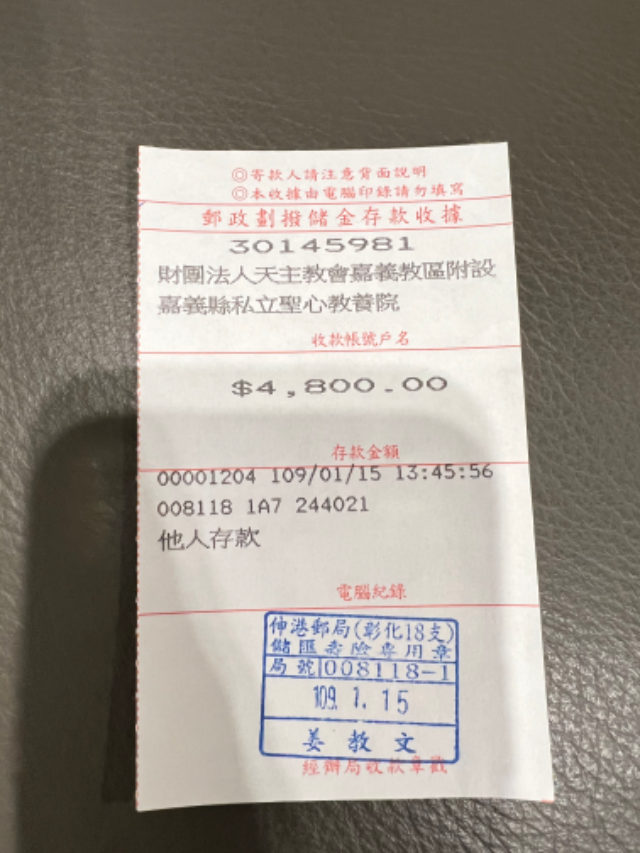 ◎寄款人請注意背面說明
◎本收據由電腦印錄請勿填寫
郵政劃撥儲金存款收據
30145981
財團法人天主教會嘉義教區附設
嘉義縣私立聖心教養院
收款帳號戶名
$4,800.00
存款金額
00001204 109/01/15 13:45:56
008118 1A7 244021
他人存款
電腦紀錄
伸港郵局(彰化18支)
儲匯壽險專用章
局號 008118-1
109. 1. 15
姜教文
經辦局收款章戳